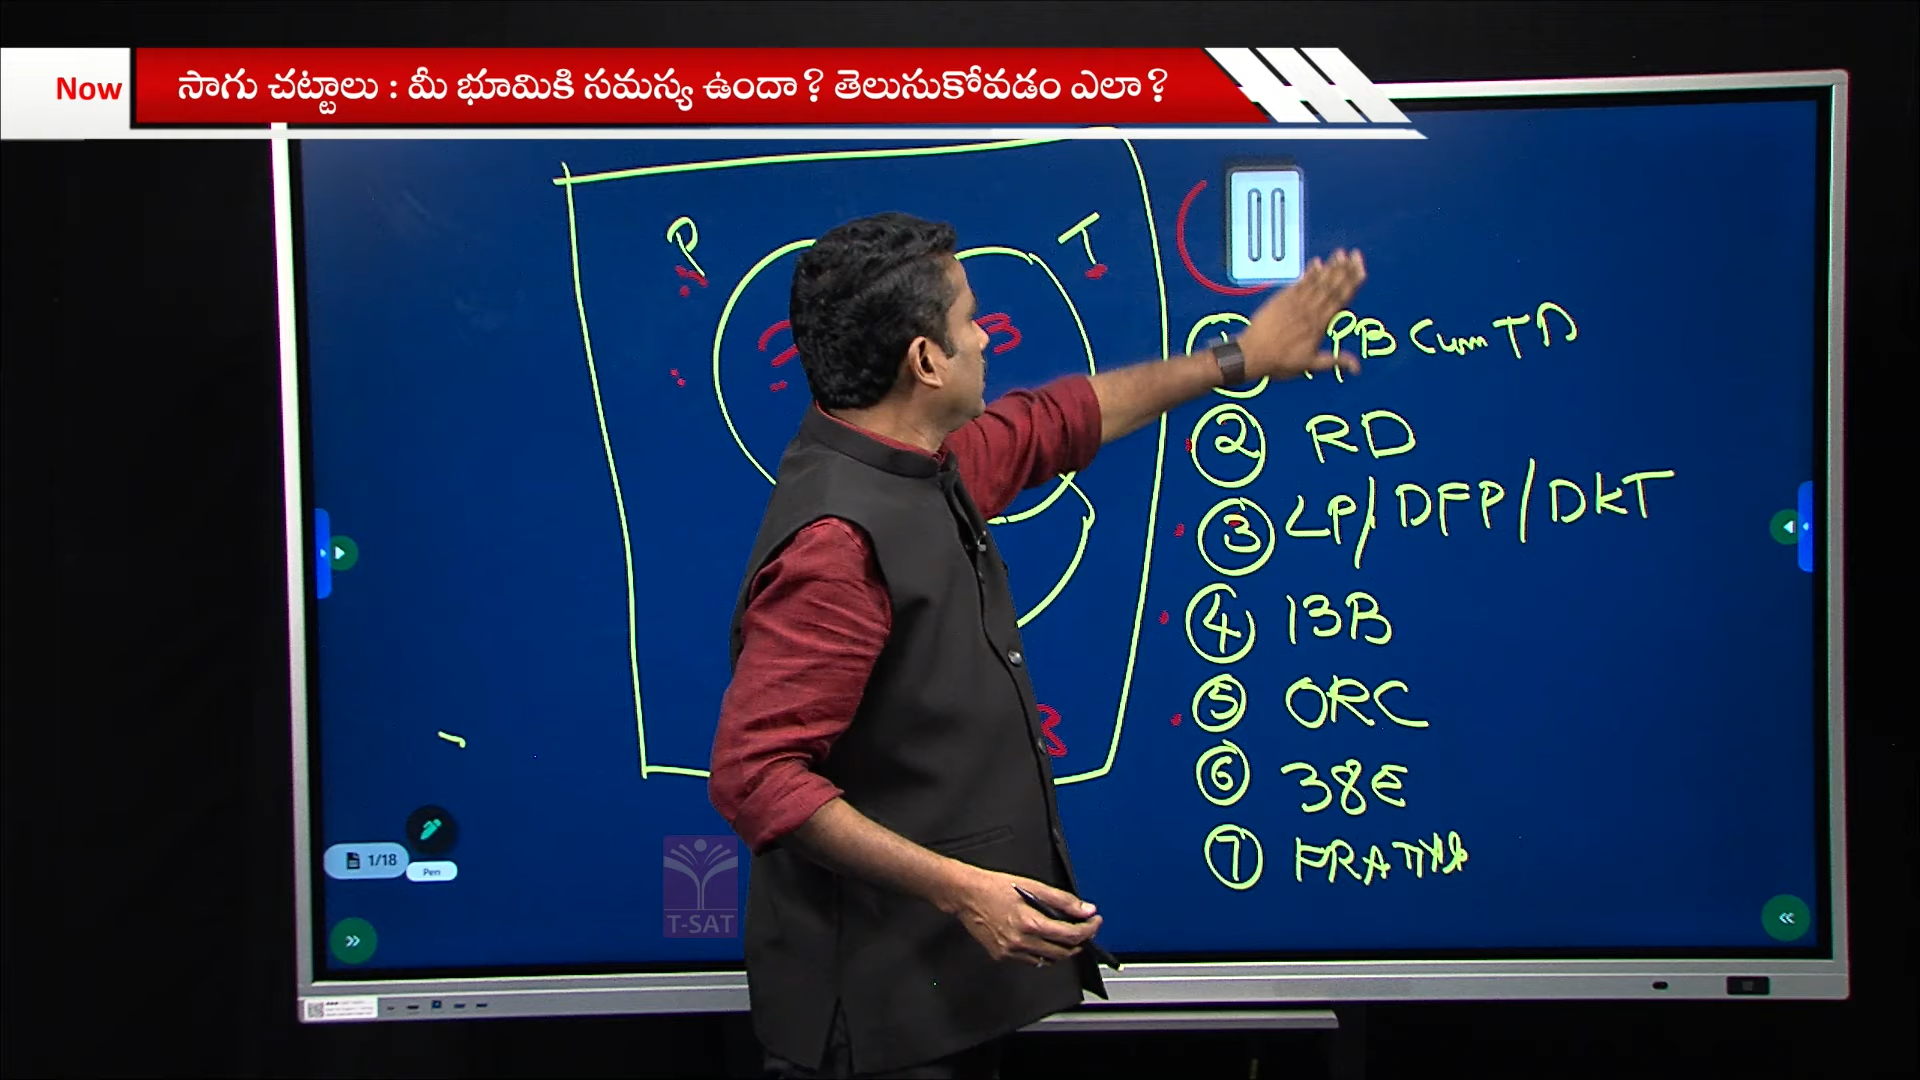 Now సాగు చట్టాలు : మీ భూమికి సమస్య ఉందా? తెలుసుకోవడం ఎలా?
P T
PB Cum TD
② RD
③ LP/DFP/DKT
④ 13B
⑤ ORC
⑥ 38E
⑦
1/18
Pen
T-SAT